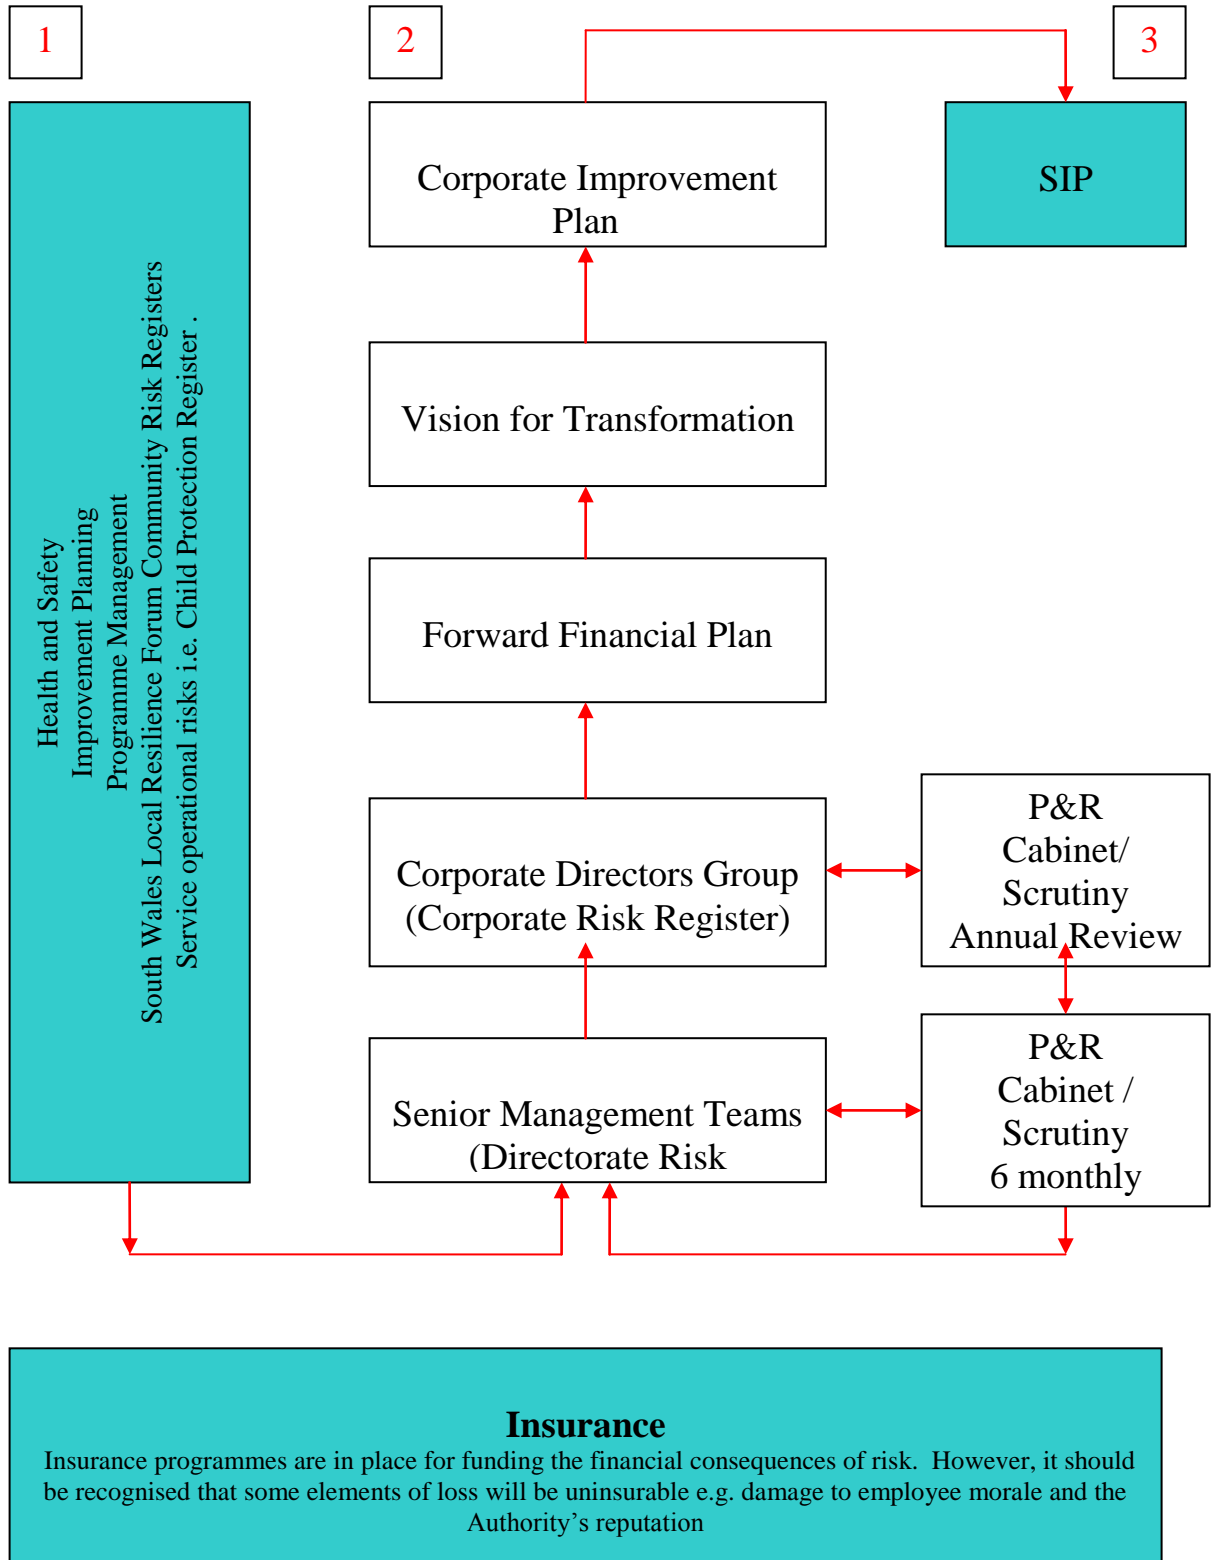 1
2
3
Health and Safety
Improvement Planning
Programme Management
South Wales Local Resilience Forum Community Risk Registers
Service operational risks i.e. Child Protection Register .
Corporate Improvement
Plan
SIP
Vision for Transformation
Forward Financial Plan
Corporate Directors Group
(Corporate Risk Register)
P&R
Cabinet/
Scrutiny
Annual Review
Senior Management Teams
(Directorate Risk
P&R
Cabinet /
Scrutiny
6 monthly
Insurance
Insurance programmes are in place for funding the financial consequences of risk.  However, it should
be recognised that some elements of loss will be uninsurable e.g. damage to employee morale and the
Authority’s reputation